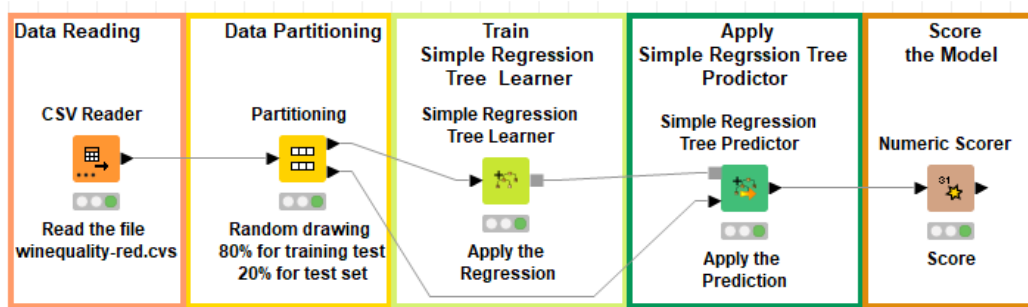 Data Reading
CSV Reader
Read the file
winequality-red.cvs
Data Partitioning
Partitioning
Random drawing
80% for training test
20% for test set
Train
Simple Regression
Tree Learner
Simple Regression
Tree Learner
Apply the
Regression
Apply
Simple Regrssion Tree
Prodictor
Simple Regression
Tree Predictor
Apply the
Prediction
Score
the Model
Numeric Scorer
31
Score